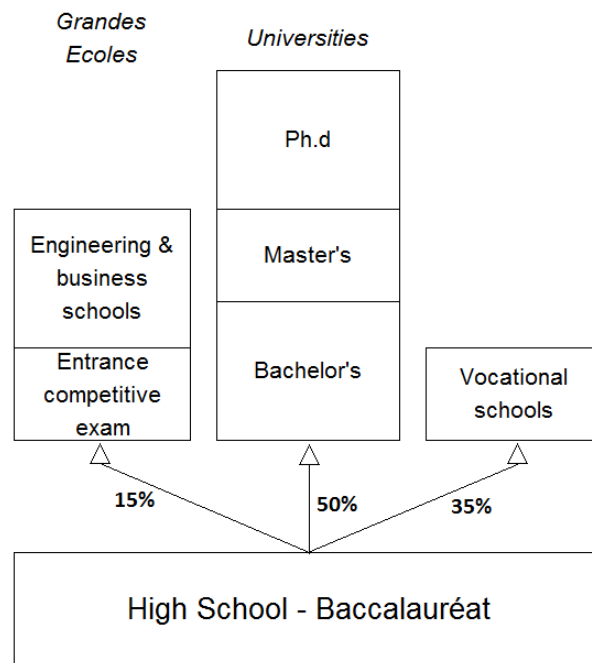 Grandes
Ecoles
Universities
Ph.d
Engineering &
business
schools
Master's
Entrance
competitive
exam
Bachelor's
Vocational
schools
15%
50%
35%
High School - Baccalauréat